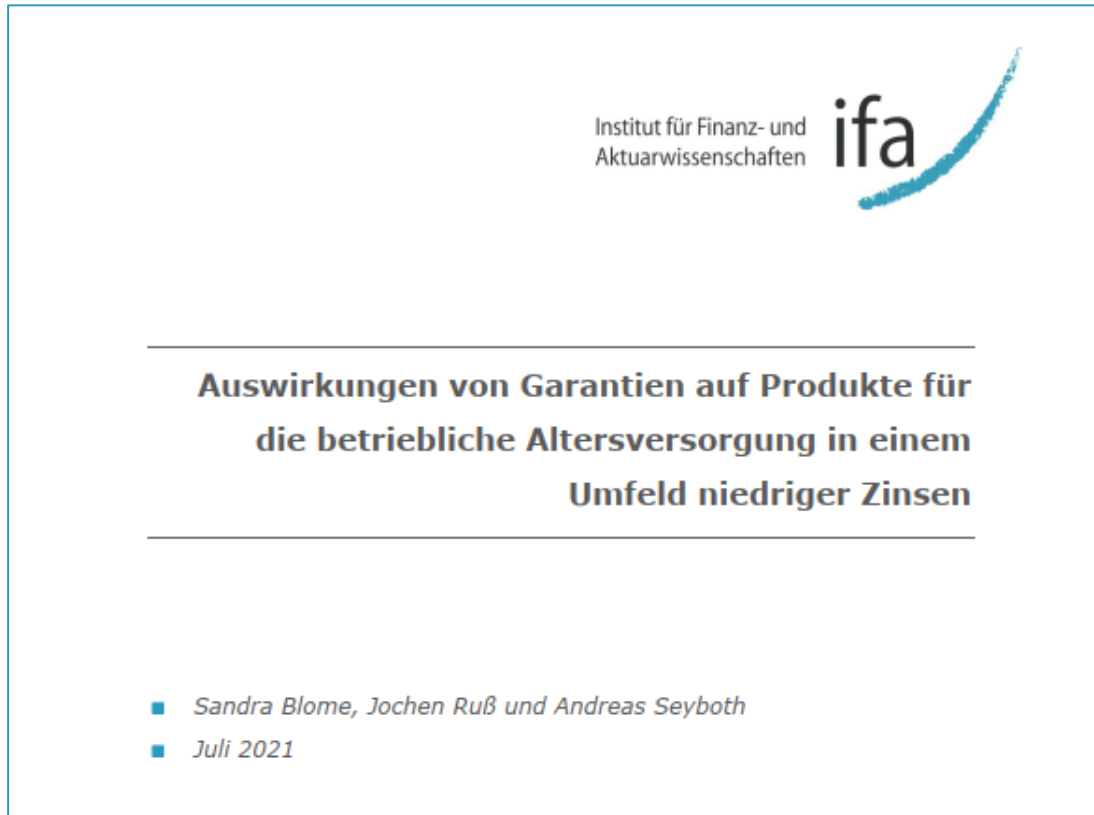 Institut für Finanz- und
Aktuarwissenschaften
ifa
Auswirkungen von Garantien auf Produkte für
die betriebliche Altersversorgung in einem
Umfeld niedriger Zinsen
Sandra Blome, Jochen Ruß und Andreas Seyboth
Juli 2021